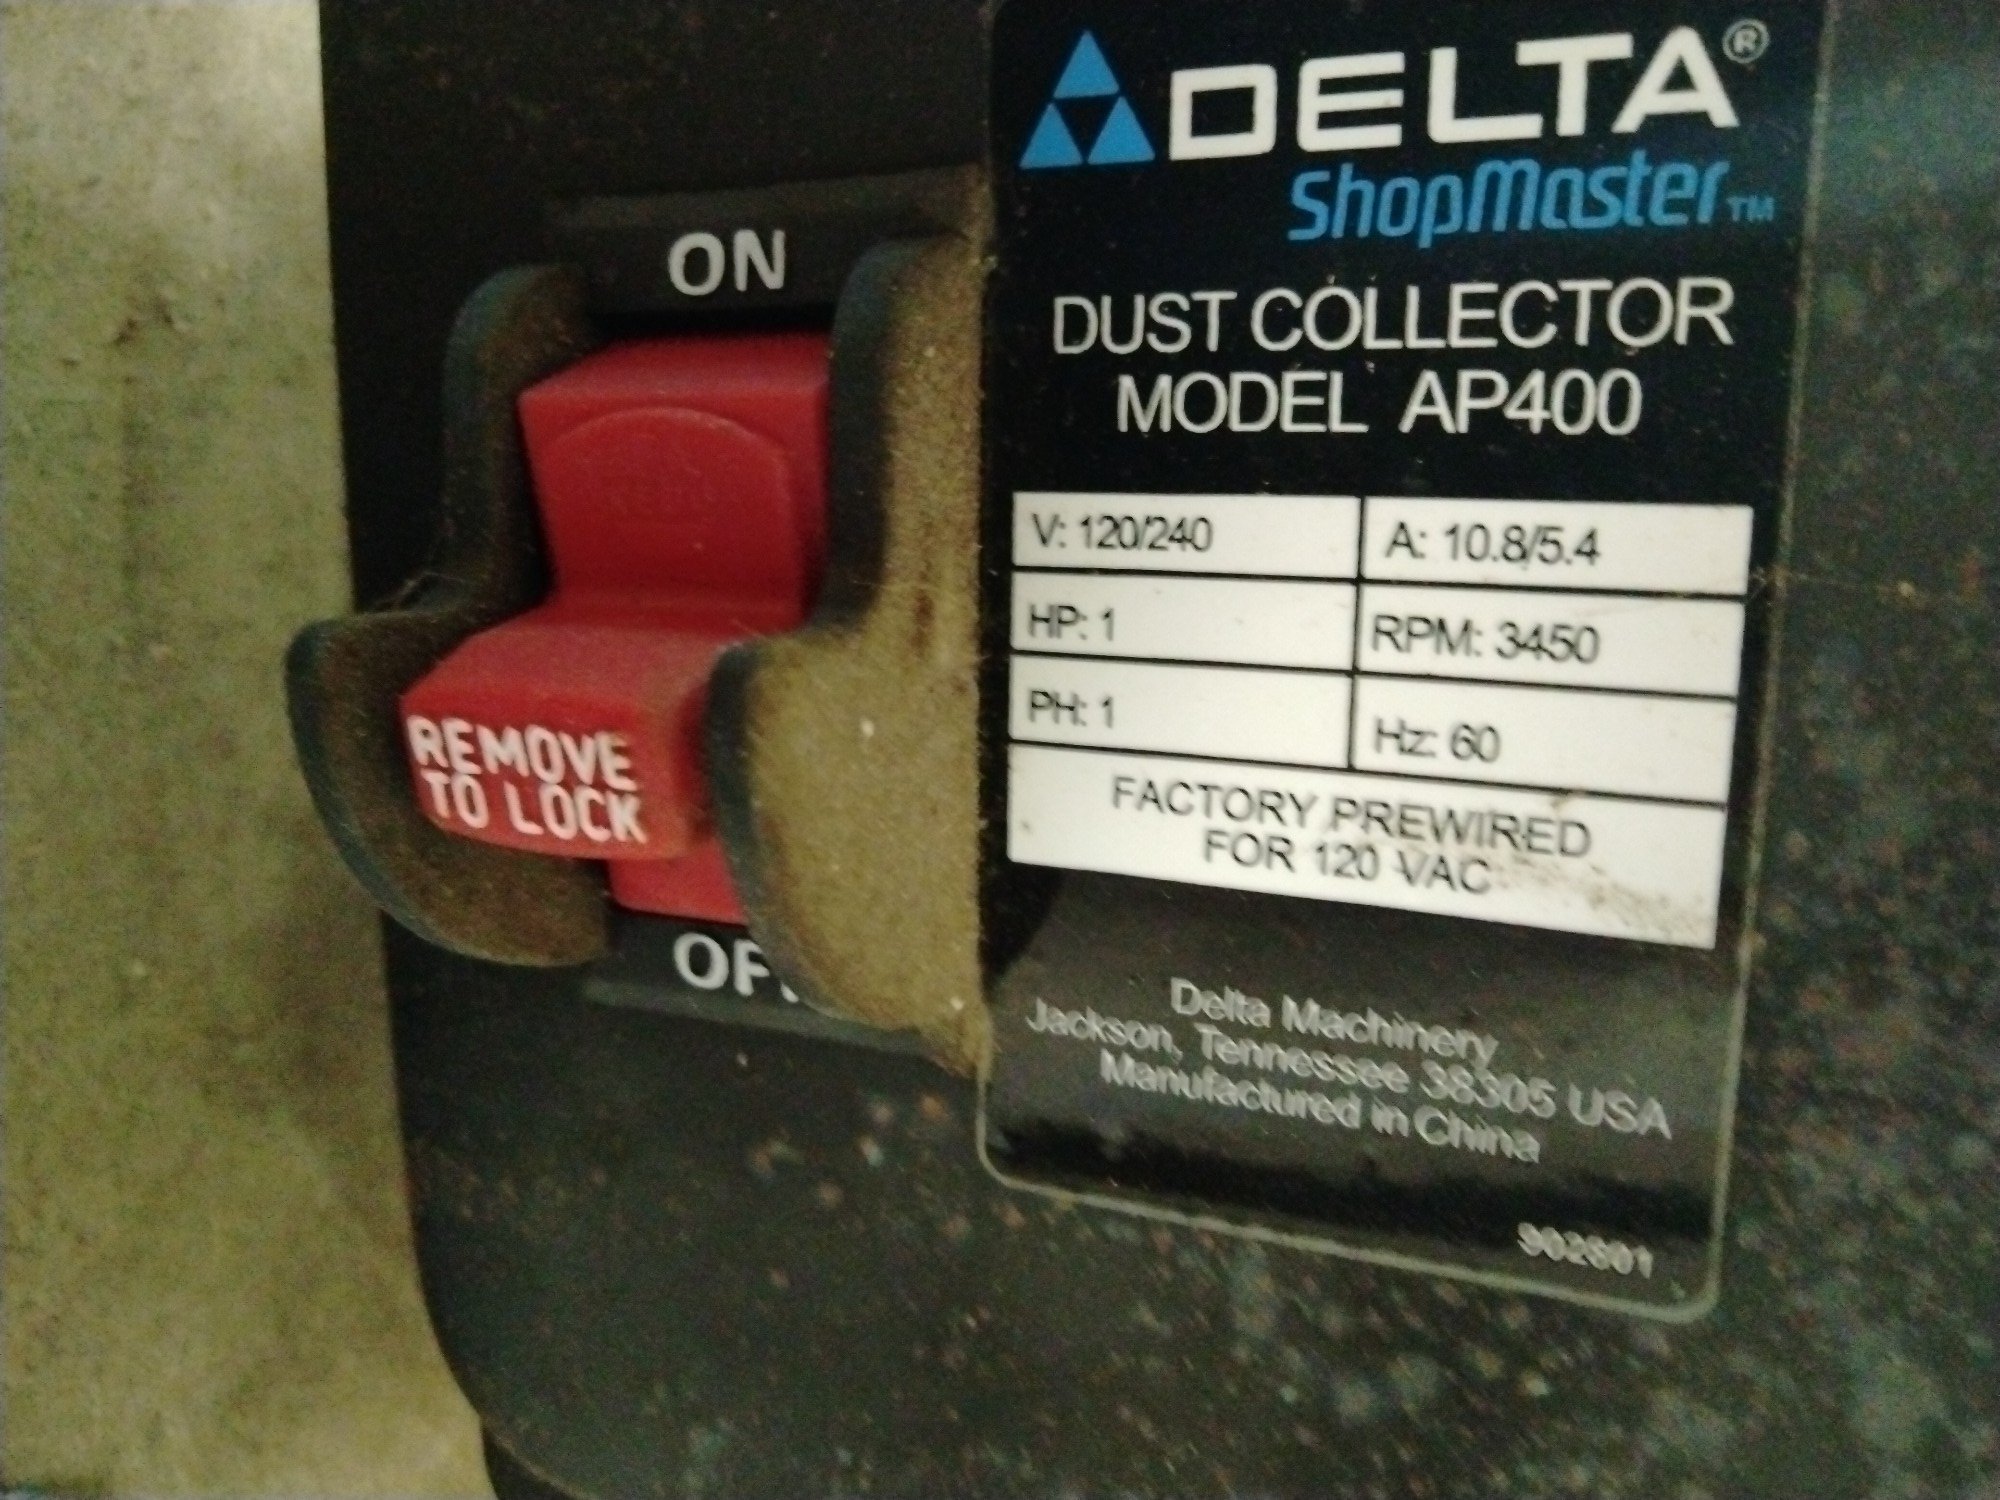 DELTA®
ShopMaster™
DUST COLLECTOR
MODEL AP400
V: 120/240
A: 10.8/5.4
HP: 1
RPM: 3450
PH: 1
Hz: 60
FACTORY PREWIRED
FOR 120 VAC
Delta Machinery
Jackson, Tennessee 38305 USA
Manufactured in China
ON
REMOVE
TO LOCK